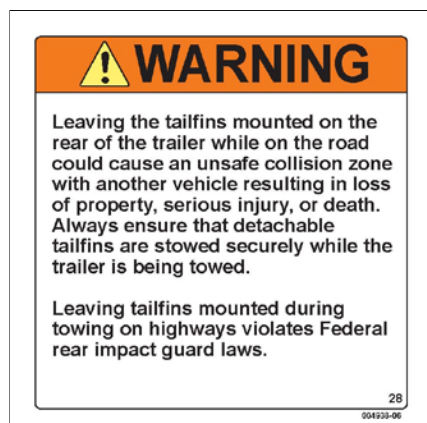 WARNING
Leaving the tailfins mounted on the
rear of the trailer while on the road
could cause an unsafe collision zone
with another vehicle resulting in loss
of property, serious injury, or death.
Always ensure that detachable
tailfins are stowed securely while the
trailer is being towed.
Leaving tailfins mounted during
towing on highways violates Federal
rear impact guard laws.
28
004938-06